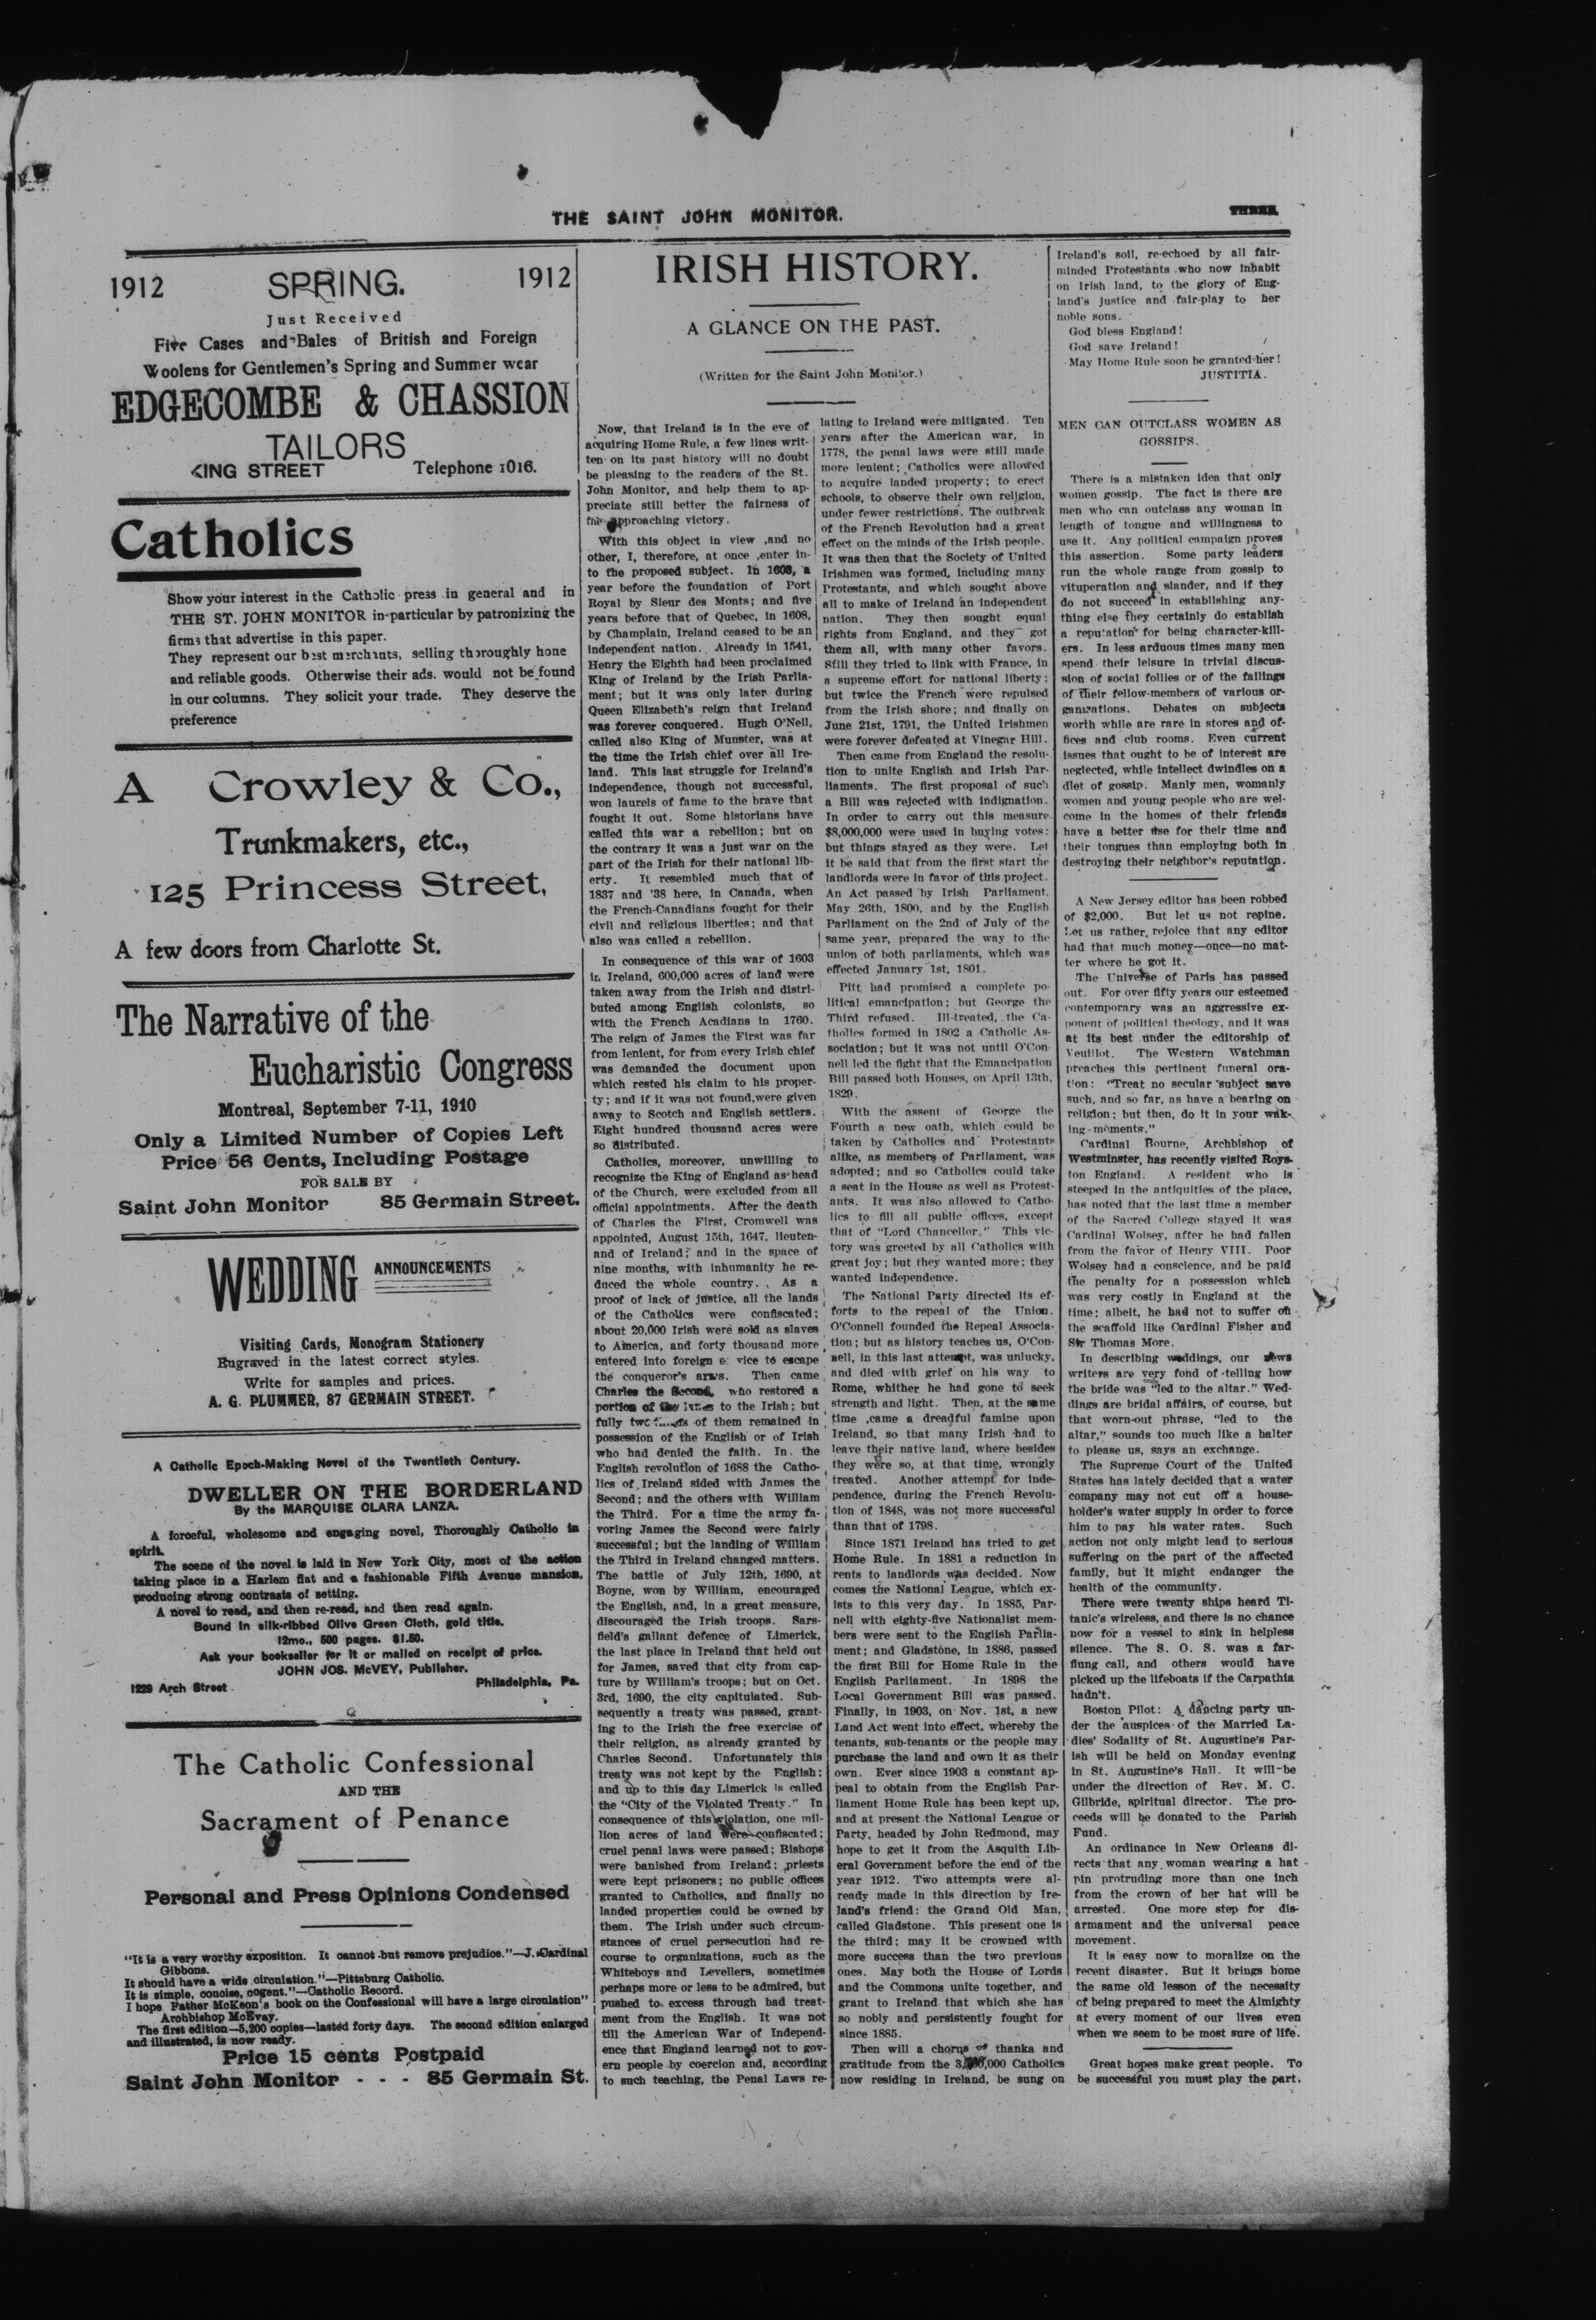 THE SAINT JOHN MONITOR.
THREE.
1912 SPRING. 1912
Just Received
Five Cases and Bales of British and Foreign
Woolens for Gentlemen's Spring and Summer wear
EDGECOMBE & CHASSION
TAILORS
KING STREET Telephone 1016.
Catholics
Show your interest in the Catholic press in general and in
THE ST. JOHN MONITOR in particular by patronizing the
firms that advertise in this paper.
They represent our best merchants, selling thoroughly hone
and reliable goods. Otherwise their ads. would not be found
in our columns. They solicit your trade. They deserve the
preference
A Crowley & Co.,
Trunkmakers, etc.,
125 Princess Street,
A few doors from Charlotte St.
The Narrative of the
Eucharistic Congress
Montreal, September 7-11, 1910
Only a Limited Number of Copies Left
Price 56 Cents, Including Postage
FOR SALE BY
Saint John Monitor 85 Germain Street.
WEDDING ANNOUNCEMENTS
Visiting Cards, Monogram Stationery
Engraved in the latest correct styles.
Write for samples and prices.
A. G. PLUMMER, 87 GERMAIN STREET.
A Catholic Epoch-Making Novel of the Twentieth Century.
DWELLER ON THE BORDERLAND
By the MARQUISE CLARA LANZA.
A forceful, wholesome and engaging novel, Thoroughly Catholic in
spirit.
The scene of the novel is laid in New York City, most of the action
taking place in a Harlem flat and a fashionable Fifth Avenue mansion,
producing strong contrasts of setting.
A novel to read, and then re-read, and then read again.
Bound in silk-ribbed Olive Green Cloth, gold title.
12mo., 500 pages. $1.50.
Ask your bookseller for it or mailed on receipt of price.
JOHN JOS. McVEY, Publisher.
1229 Arch Street Philadelphia, Pa.
The Catholic Confessional
AND THE
Sacrament of Penance
Personal and Press Opinions Condensed
"It is a very worthy exposition. It cannot but remove prejudice."—J. Cardinal
Gibbons.
It should have a wide circulation."—Pittsburg Catholic.
It is simple, concise, cogent."—Catholic Record.
I hope Father McKeon's book on the Confessional will have a large circulation"
Archbishop McEvay.
The first edition—5,200 copies—lasted forty days. The second edition enlarged
and illustrated, is now ready.
Price 15 cents Postpaid
Saint John Monitor - - - 85 Germain St.
IRISH HISTORY.
A GLANCE ON THE PAST.
(Written for the Saint John Monitor.)
Now, that Ireland is in the eve of
acquiring Home Rule, a few lines writ-
ten on its past history will no doubt
be pleasing to the readers of the St.
John Monitor, and help them to ap-
preciate still better the fairness of
the approaching victory.
With this object in view ,and no
other, I, therefore, at once ,enter in-
to the proposed subject. In 1603, a
year before the foundation of Port
Royal by Sieur des Monts; and five
years before that of Quebec, in 1608,
by Champlain, Ireland ceased to be an
independent nation. Already in 1541,
Henry the Eighth had been proclaimed
King of Ireland by the Irish Parlia-
ment; but it was only later during
Queen Elizabeth's reign that Ireland
was forever conquered. Hugh O'Neil,
called also King of Munster, was at
the time the Irish chief over all Ire-
land. This last struggle for Ireland's
independence, though not successful,
won laurels of fame to the brave that
fought it out. Some historians have
called this war a rebellion; but on
the contrary it was a just war on the
part of the Irish for their national lib-
erty. It resembled much that of
1837 and '38 here, in Canada, when
the French-Canadians fought for their
civil and religious liberties; and that
also was called a rebellion.
In consequence of this war of 1603
in Ireland, 600,000 acres of land were
taken away from the Irish and distri-
buted among English colonists, so
with the French Acadians in 1760.
The reign of James the First was far
from lenient, for from every Irish chief
was demanded the document upon
which rested his claim to his proper-
ty; and if it was not found,were given
away to Scotch and English settlers.
Eight hundred thousand acres were
so distributed.
Catholics, moreover, unwilling to
recognize the King of England as head
of the Church, were excluded from all
official appointments. After the death
of Charles the First, Cromwell was
appointed, August 15th, 1647, lieuten-
and of Ireland; and in the space of
nine months, with inhumanity he re-
duced the whole country. As a
proof of lack of justice, all the lands
of the Catholics were confiscated;
about 20,000 Irish were sold as slaves
to America, and forty thousand more
entered into foreign vice to escape
the conqueror's arms. Then came
Charles the Second, who restored a
portion of the lands to the Irish; but
fully two of them remained in
possession of the English or of Irish
who had denied the faith. In the
English revolution of 1688 the Catho-
lics of Ireland sided with James the
Second; and the others with William
the Third. For a time the army fa-
voring James the Second were fairly
successful; but the landing of William
the Third in Ireland changed matters.
The battle of July 12th, 1690, at
Boyne, won by William, encouraged
the English, and, in a great measure,
discouraged the Irish troops. Sars-
field's gallant defence of Limerick,
the last place in Ireland that held out
for James, saved that city from cap-
ture by William's troops; but on Oct.
3rd, 1690, the city capitulated. Sub-
sequently a treaty was passed, grant-
ing to the Irish the free exercise of
their religion, as already granted by
Charles Second. Unfortunately this
treaty was not kept by the English;
and up to this day Limerick is called
the "City of the Violated Treaty." In
consequence of this violation, one mil-
lion acres of land were confiscated;
cruel penal laws were passed; Bishops
were banished from Ireland; priests
were kept prisoners; no public offices
granted to Catholics, and finally no
landed properties could be owned by
them. The Irish under such circum-
stances of cruel persecution had re-
course to organizations, such as the
Whiteboys and Levellers, sometimes
perhaps more or less to be admired, but
pushed to excess through bad treat-
ment from the English. It was not
till the American War of Independ-
ence that England learned not to gov-
ern people by coercion and, according
to such teaching, the Penal Laws re-
lating to Ireland were mitigated. Ten
years after the American war, in
1778, the penal laws were still made
more lenient; Catholics were allowed
to acquire landed property; to erect
schools, to observe their own religion,
under fewer restrictions. The outbreak
of the French Revolution had a great
effect on the minds of the Irish people.
It was then that the Society of United
Irishmen was formed, including many
Protestants, and which sought above
all to make of Ireland an independent
nation. They then sought equal
rights from England, and they got
them all, with many other favors.
Still they tried to link with France, in
a supreme effort for national liberty;
but twice the French were repulsed
from the Irish shore; and finally on
June 21st, 1791, the United Irishmen
were forever defeated at Vinegar Hill.
Then came from England the resolu-
tion to unite English and Irish Par-
liaments. The first proposal of such
a Bill was rejected with indignation.
In order to carry out this measure
$8,000,000 were used in buying votes;
but things stayed as they were. Let
it be said that from the first start the
landlords were in favor of this project.
An Act passed by Irish Parliament,
May 26th, 1800, and by the English
Parliament on the 2nd of July of the
same year, prepared the way to the
union of both parliaments, which was
effected January 1st, 1801.
Pitt had promised a complete po-
litical emancipation; but George the
Third refused. Ill-treated, the Ca-
tholics formed in 1802 a Catholic As-
sociation; but it was not until O'Con-
nell led the fight that the Emancipation
Bill passed both Houses, on April 13th,
1829.
With the assent of George the
Fourth a new oath, which could be
taken by Catholics and Protestants
alike, as members of Parliament, was
adopted; and so Catholics could take
a seat in the House as well as Protest-
ants. It was also allowed to Catho-
lics to fill all public offices, except
that of "Lord Chancellor." This vic-
tory was greeted by all Catholics with
great joy; but they wanted more; they
wanted independence.
The National Party directed its ef-
forts to the repeal of the Union.
O'Connell founded the Repeal Associa-
tion; but as history teaches us, O'Con-
nell, in this last attempt, was unlucky,
and died with grief on his way to
Rome, whither he had gone to seek
strength and light. Then, at the same
time ,came a dreadful famine upon
Ireland, so that many Irish had to
leave their native land, where besides
they were so, at that time, wrongly
treated. Another attempt for inde-
pendence, during the French Revolu-
tion of 1848, was not more successful
than that of 1798.
Since 1871 Ireland has tried to get
Home Rule. In 1881 a reduction in
rents to landlords was decided. Now
comes the National League, which ex-
ists to this very day. In 1885, Par-
nell with eighty-five Nationalist mem-
bers were sent to the English Parlia-
ment; and Gladstone, in 1886, passed
the first Bill for Home Rule in the
English Parliament. In 1898 the
Local Government Bill was passed.
Finally, in 1903, on Nov. 1st, a new
Land Act went into effect, whereby the
tenants, sub-tenants or the people may
purchase the land and own it as their
own. Ever since 1903 a constant ap-
peal to obtain from the English Par-
liament Home Rule has been kept up,
and at present the National League or
Party, headed by John Redmond, may
hope to get it from the Asquith Lib-
eral Government before the end of the
year 1912. Two attempts were al-
ready made in this direction by Ire-
land's friend: the Grand Old Man,
called Gladstone. This present one is
the third; may it be crowned with
more success than the two previous
ones. May both the House of Lords
and the Commons unite together, and
grant to Ireland that which she has
so nobly and persistently fought for
since 1885.
Then will a chorus of thanka and
gratitude from the Catholics
now residing in Ireland, be sung on
Ireland's soil, re-echoed by all fair-
minded Protestants who now inhabit
on Irish land, to the glory of Eng-
land's justice and fair-play to her
noble sons.
God bless England!
God save Ireland!
May Home Rule soon be granted her!
JUSTITIA.
MEN CAN OUTCLASS WOMEN AS
GOSSIPS.
There is a mistaken idea that only
women gossip. The fact is there are
men who can outclass any woman in
length of tongue and willingness to
use it. Any political campaign proves
this assertion. Some party leaders
run the whole range from gossip to
vituperation and slander, and if they
do not succeed in establishing any-
thing else they certainly do establish
a reputation for being character-kill-
ers. In less arduous times many men
spend their leisure in trivial discus-
sion of social follies or of the failings
of their fellow-members of various or-
ganizations. Debates on subjects
worth while are rare in stores and of-
fices and club rooms. Even current
issues that ought to be of interest are
neglected, while intellect dwindles on a
diet of gossip. Manly men, womanly
women and young people who are wel-
come in the homes of their friends
have a better use for their time and
their tongues than employing both in
destroying their neighbor's reputation.
A New Jersey editor has been robbed
of $2,000. But let us not repine.
Let us rather rejoice that any editor
had that much money—once—no mat-
ter where he got it.
The Universe of Paris has passed
out. For over fifty years our esteemed
contemporary was an aggressive ex-
ponent of political theology, and it was
at its best under the editorship of
Veuillot. The Western Watchman
preaches this pertinent funeral ora-
tion: "Treat no secular subject save
such, and so far, as have a bearing on
religion; but then, do it in your wak-
ing moments."
Cardinal Bourne, Archbishop of
Westminster, has recently visited Roys-
ton England: A resident who is
steeped in the antiquities of the place,
has noted that the last time a member
of the Sacred College stayed it was
Cardinal Wolsey, after he had fallen
from the favor of Henry VIII. Poor
Wolsey had a conscience, and he paid
the penalty for a possession which
was very costly in England at the
time; albeit, he had not to suffer on
the scaffold like Cardinal Fisher and
Sir Thomas More.
In describing weddings, our news
writers are very fond of telling how
the bride was "led to the altar." Wed-
dings are bridal affairs, of course, but
that worn-out phrase, "led to the
altar," sounds too much like a halter
to please us, says an exchange.
The Supreme Court of the United
States has lately decided that a water
company may not cut off a house-
holder's water supply in order to force
him to pay his water rates. Such
action not only might lead to serious
suffering on the part of the affected
family, but it might endanger the
health of the community.
There were twenty ships heard Ti-
tanic's wireless, and there is no chance
now for a vessel to sink in helpless
silence. The S. O. S. was a far-
flung call, and others would have
picked up the lifeboats if the Carpathia
hadn't.
Boston Pilot: A dancing party un-
der the auspices of the Married La-
dies' Sodality of St. Augustine's Par-
ish will be held on Monday evening
in St. Augustine's Hall. It will be
under the direction of Rev. M. C.
Gilbride, spiritual director. The pro-
ceeds will be donated to the Parish
Fund.
An ordinance in New Orleans di-
rects that any woman wearing a hat
pin protruding more than one inch
from the crown of her hat will be
arrested. One more step for dis-
armament and the universal peace
movement.
It is easy now to moralize on the
recent disaster. But it brings home
the same old lesson of the necessity
of being prepared to meet the Almighty
at every moment of our lives even
when we seem to be most sure of life.
Great hopes make great people. To
be successful you must play the part.